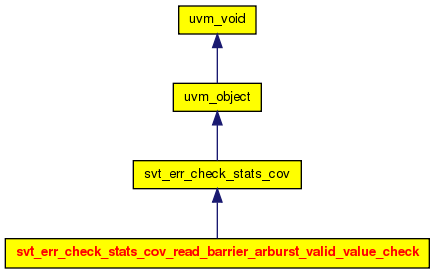 uvm_void
uvm_object
svt_err_check_stats_cov
svt_err_check_stats_cov_read_barrier_arburst_valid_value_check